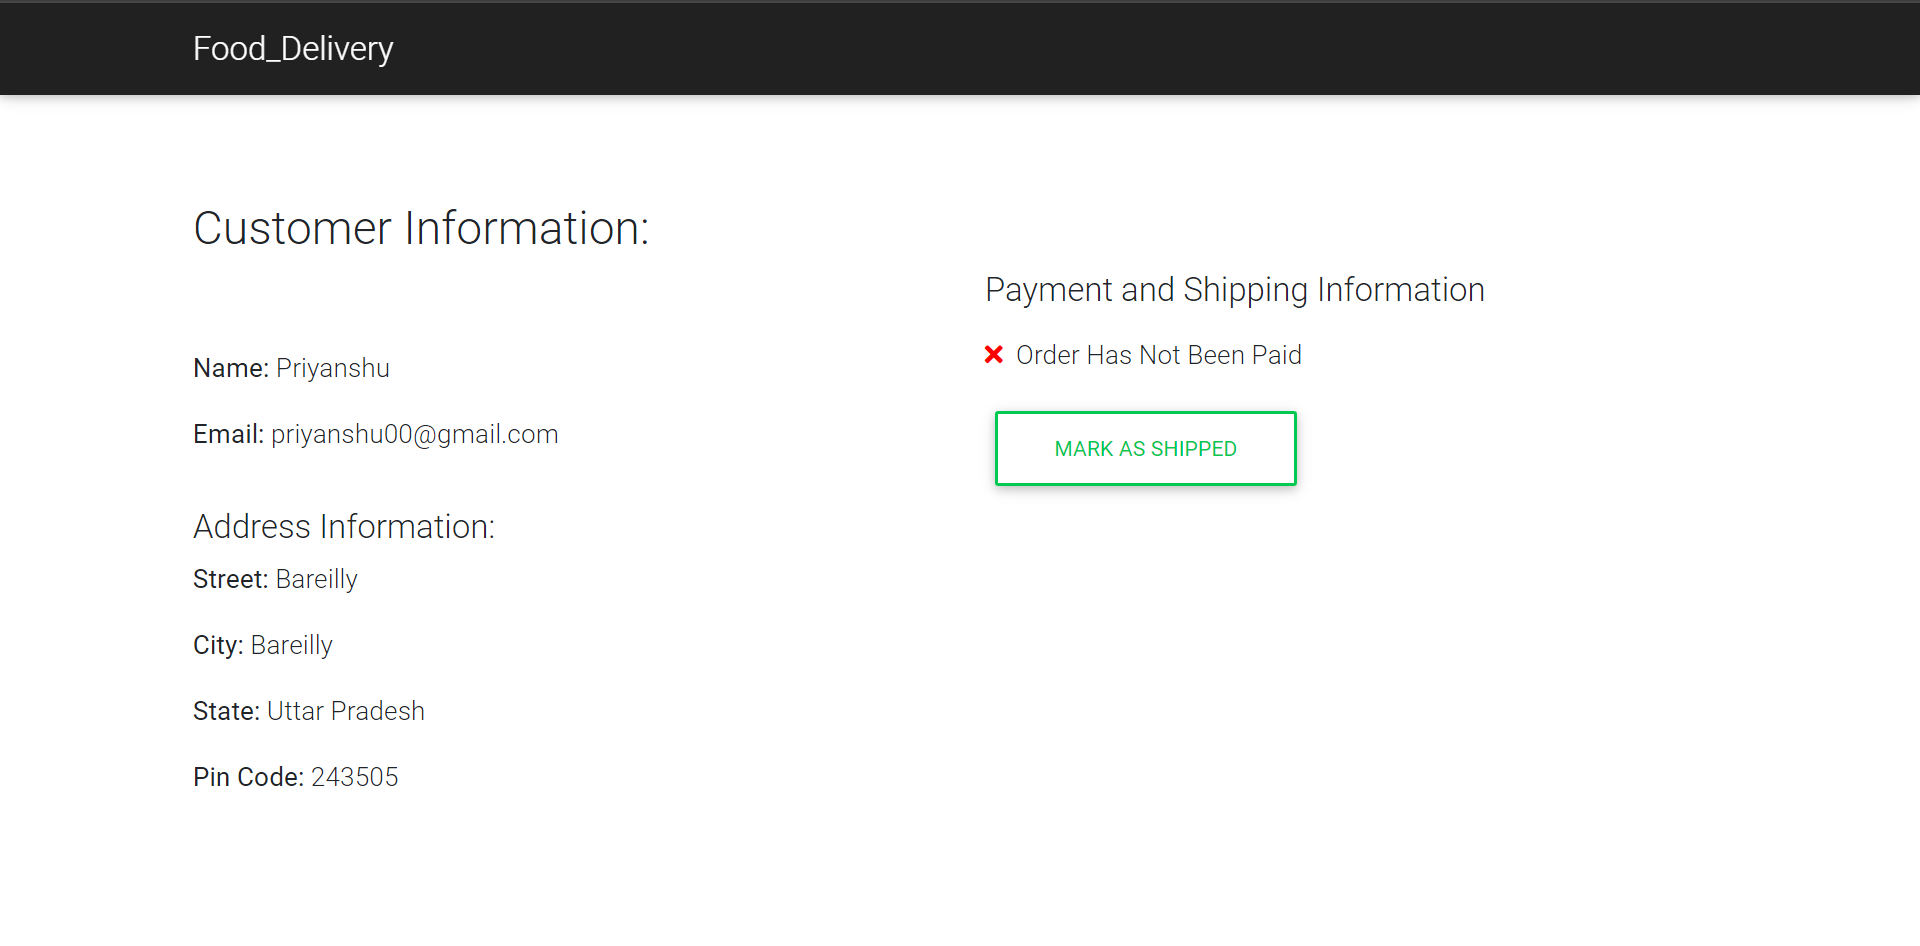 Food_Delivery
Customer Information:
Name: Priyanshu
Email: priyanshu00@gmail.com
Address Information:
Street: Bareilly
City: Bareilly
State: Uttar Pradesh
Pin Code: 243505
Payment and Shipping Information
Order Has Not Been Paid
MARK AS SHIPPED